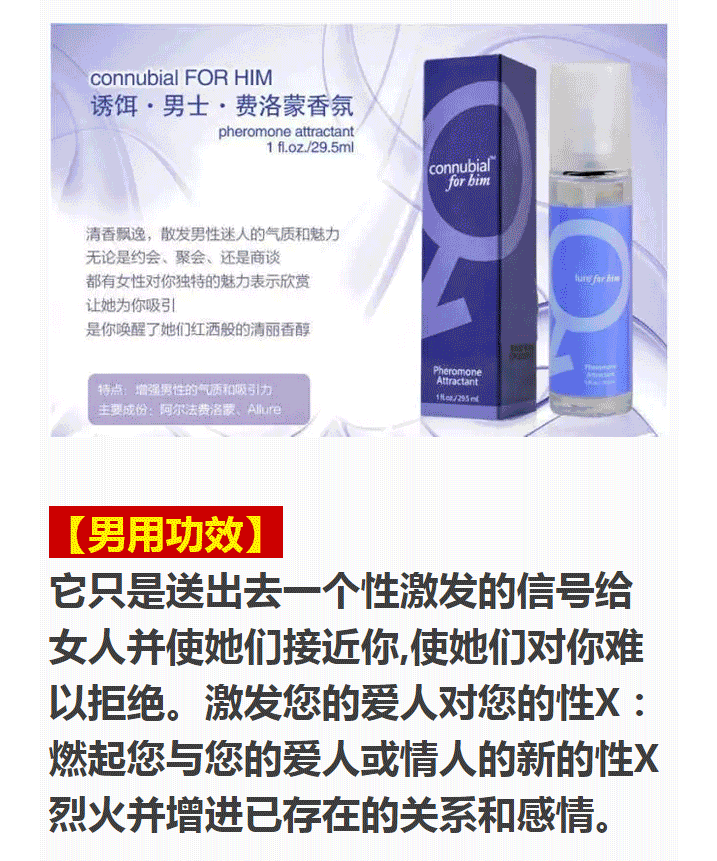 connubial FOR HIM
诱饵·男士·费洛蒙香氛
pheromone attractant
1 fl.oz./29.5ml
清香飘逸，散发男性迷人的气质和魅力
无论是约会、聚会、还是商谈
都有女性对你独特的魅力表示欣赏
让她为你吸引
是你唤醒了她们红洒般的清丽香醇
特点：增强男性的气质和吸引力
主要成份：阿尔法费洛蒙、Allure
connubial™
for him
Pheromone
Attractant
1 fl.oz./29.5 ml
lure for him
Pheromone
Attractant
【男用功效】
它只是送出去一个性激发的信号给
女人并使她们接近你,使她们对你难
以拒绝。激发您的爱人对您的性X：
燃起您与您的爱人或情人的新的性X
烈火并增进已存在的关系和感情。